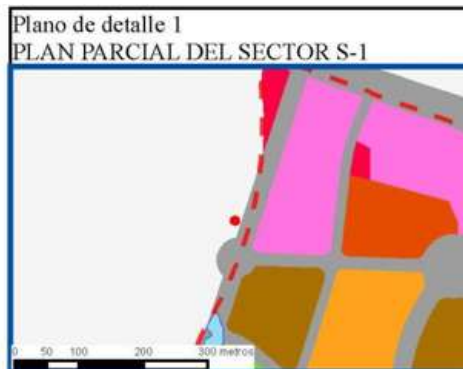 Plano de detalle 1
PLAN PARCIAL DEL SECTOR S-1
0 50 100 200 300 metros